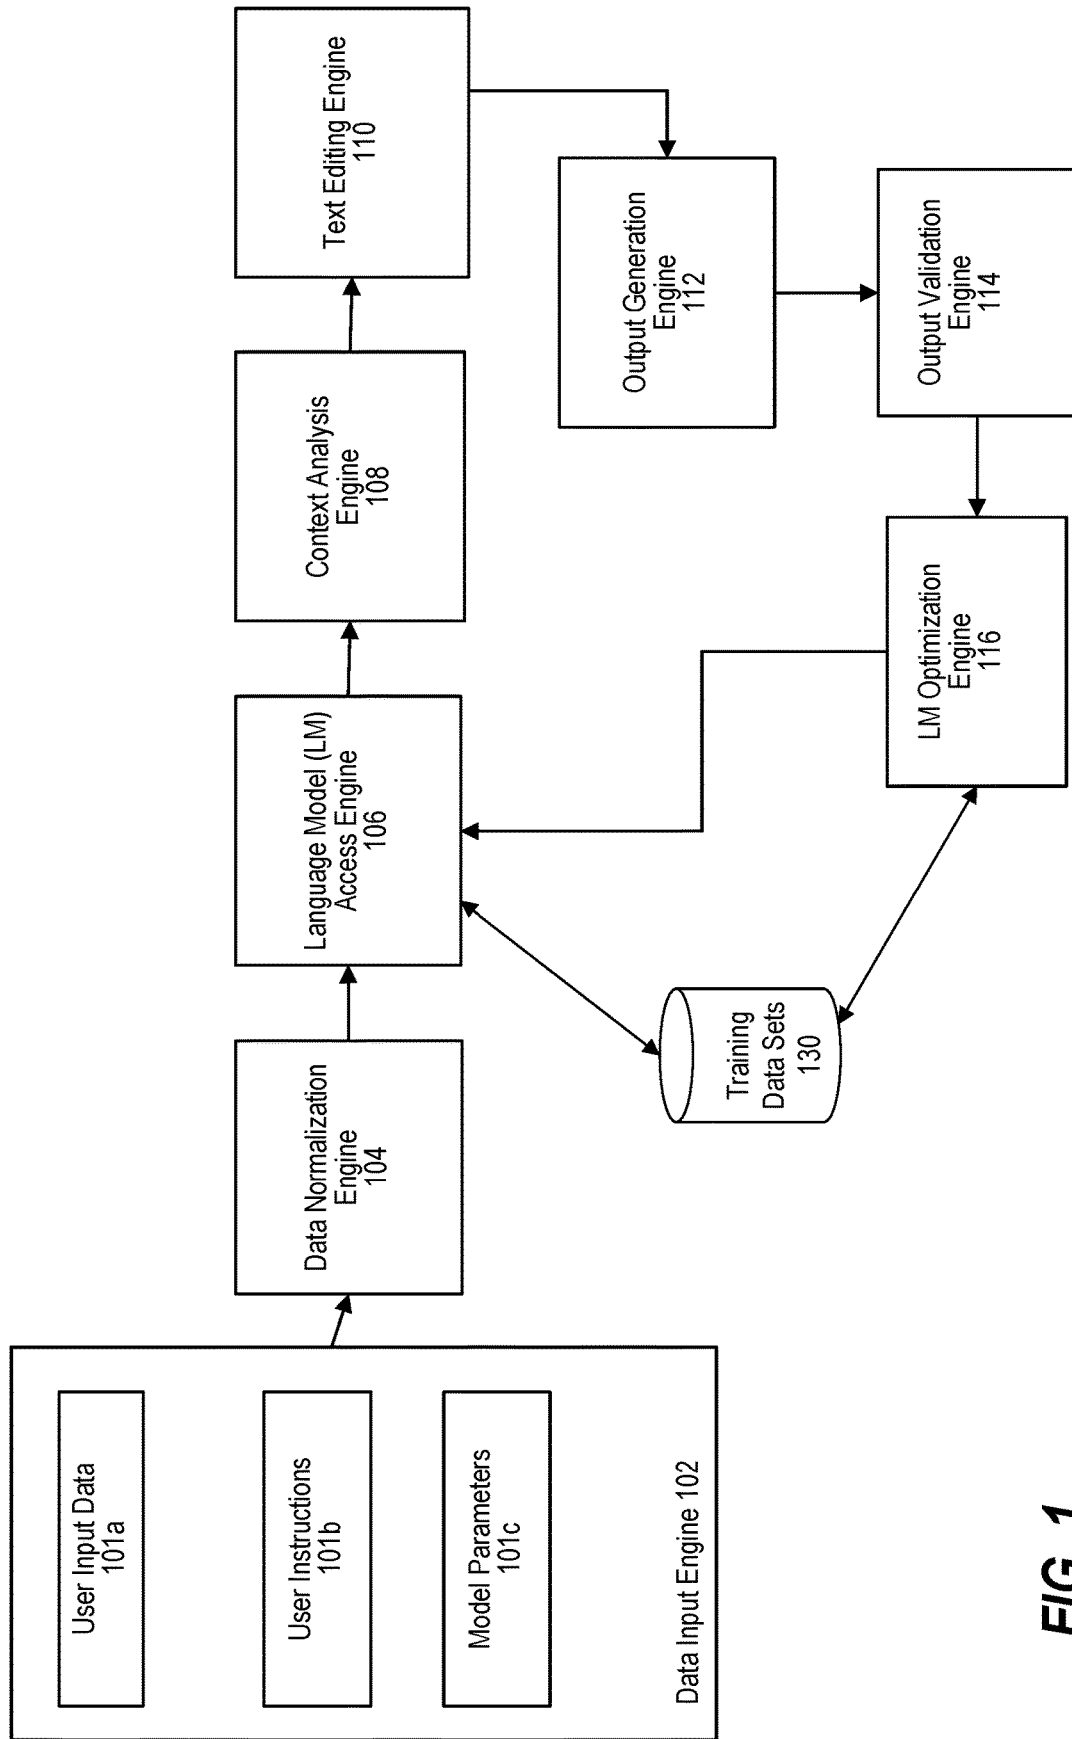 User Input Data
101a
User Instructions
101b
Model Parameters
101c
Data Input Engine 102
Data Normalization
Engine
104
Language Model (LM)
Access Engine
106
Context Analysis
Engine
108
Text Editing Engine
110
Training
Data Sets
130
Output Generation
Engine
112
LM Optimization
Engine
116
Output Validation
Engine
114
FIG. 1